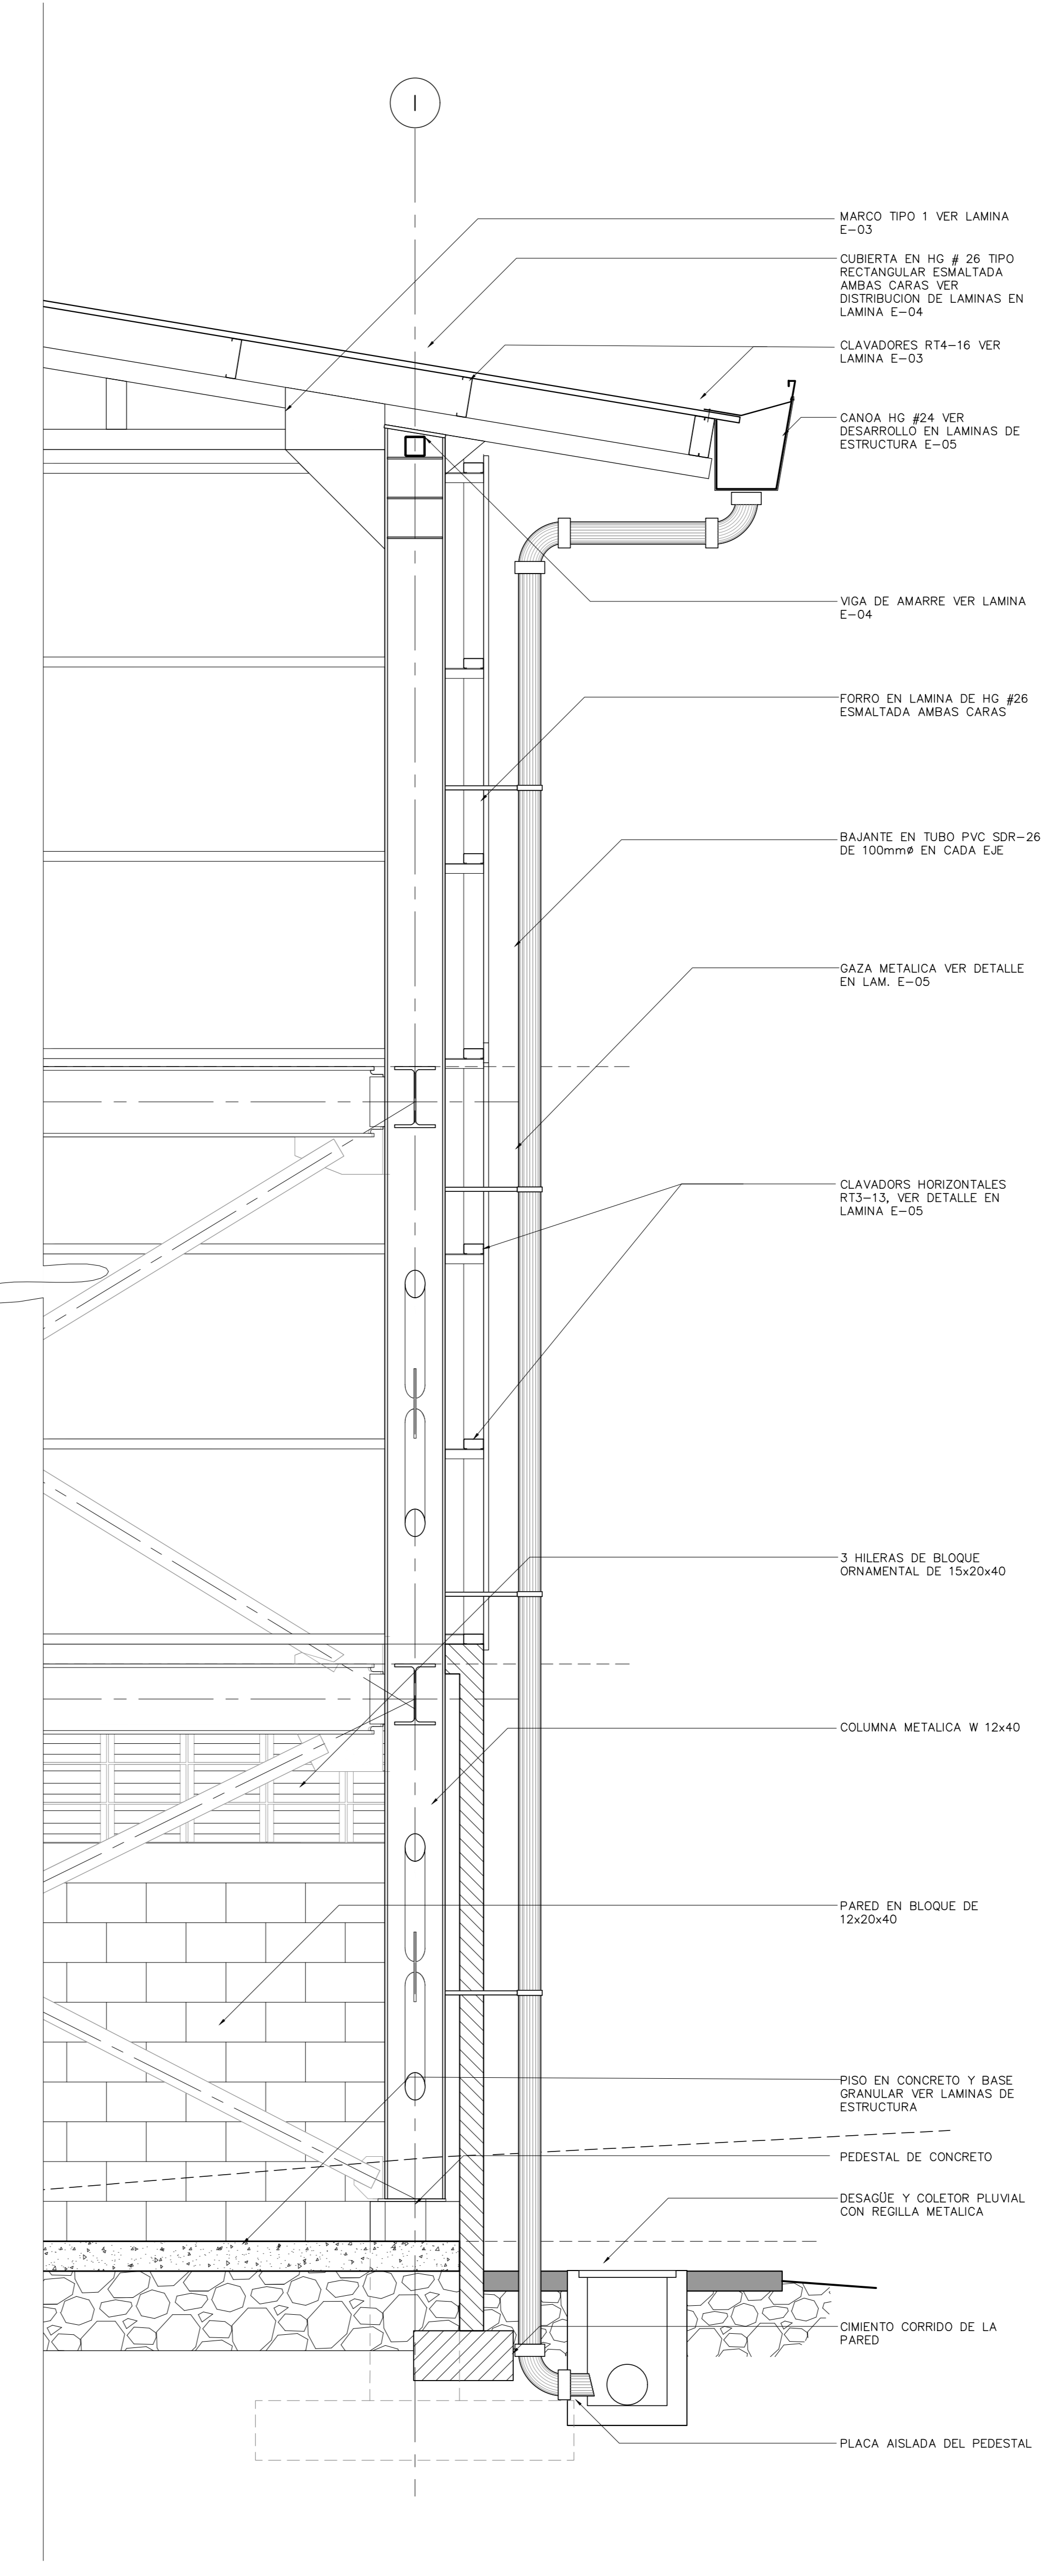 I
MARCO TIPO 1 VER LAMINA
E-03
CUBIERTA EN HG # 26 TIPO
RECTANGULAR ESMALTADA
AMBAS CARAS VER
DISTRIBUCION DE LAMINAS EN
LAMINA E-04
CLAVADORES RT4-16 VER
LAMINA E-03
CANOA HG #24 VER
DESARROLLO EN LAMINAS DE
ESTRUCTURA E-05
VIGA DE AMARRE VER LAMINA
E-04
FORRO EN LAMINA DE HG #26
ESMALTADA AMBAS CARAS
BAJANTE EN TUBO PVC SDR-26
DE 100mmø EN CADA EJE
GAZA METALICA VER DETALLE
EN LAM. E-05
CLAVADORS HORIZONTALES
RT3-13, VER DETALLE EN
LAMINA E-05
3 HILERAS DE BLOQUE
ORNAMENTAL DE 15x20x40
COLUMNA METALICA W 12x40
PARED EN BLOQUE DE
12x20x40
PISO EN CONCRETO Y BASE
GRANULAR VER LAMINAS DE
ESTRUCTURA
PEDESTAL DE CONCRETO
DESAGÜE Y COLETOR PLUVIAL
CON REGILLA METALICA
CIMIENTO CORRIDO DE LA
PARED
PLACA AISLADA DEL PEDESTAL